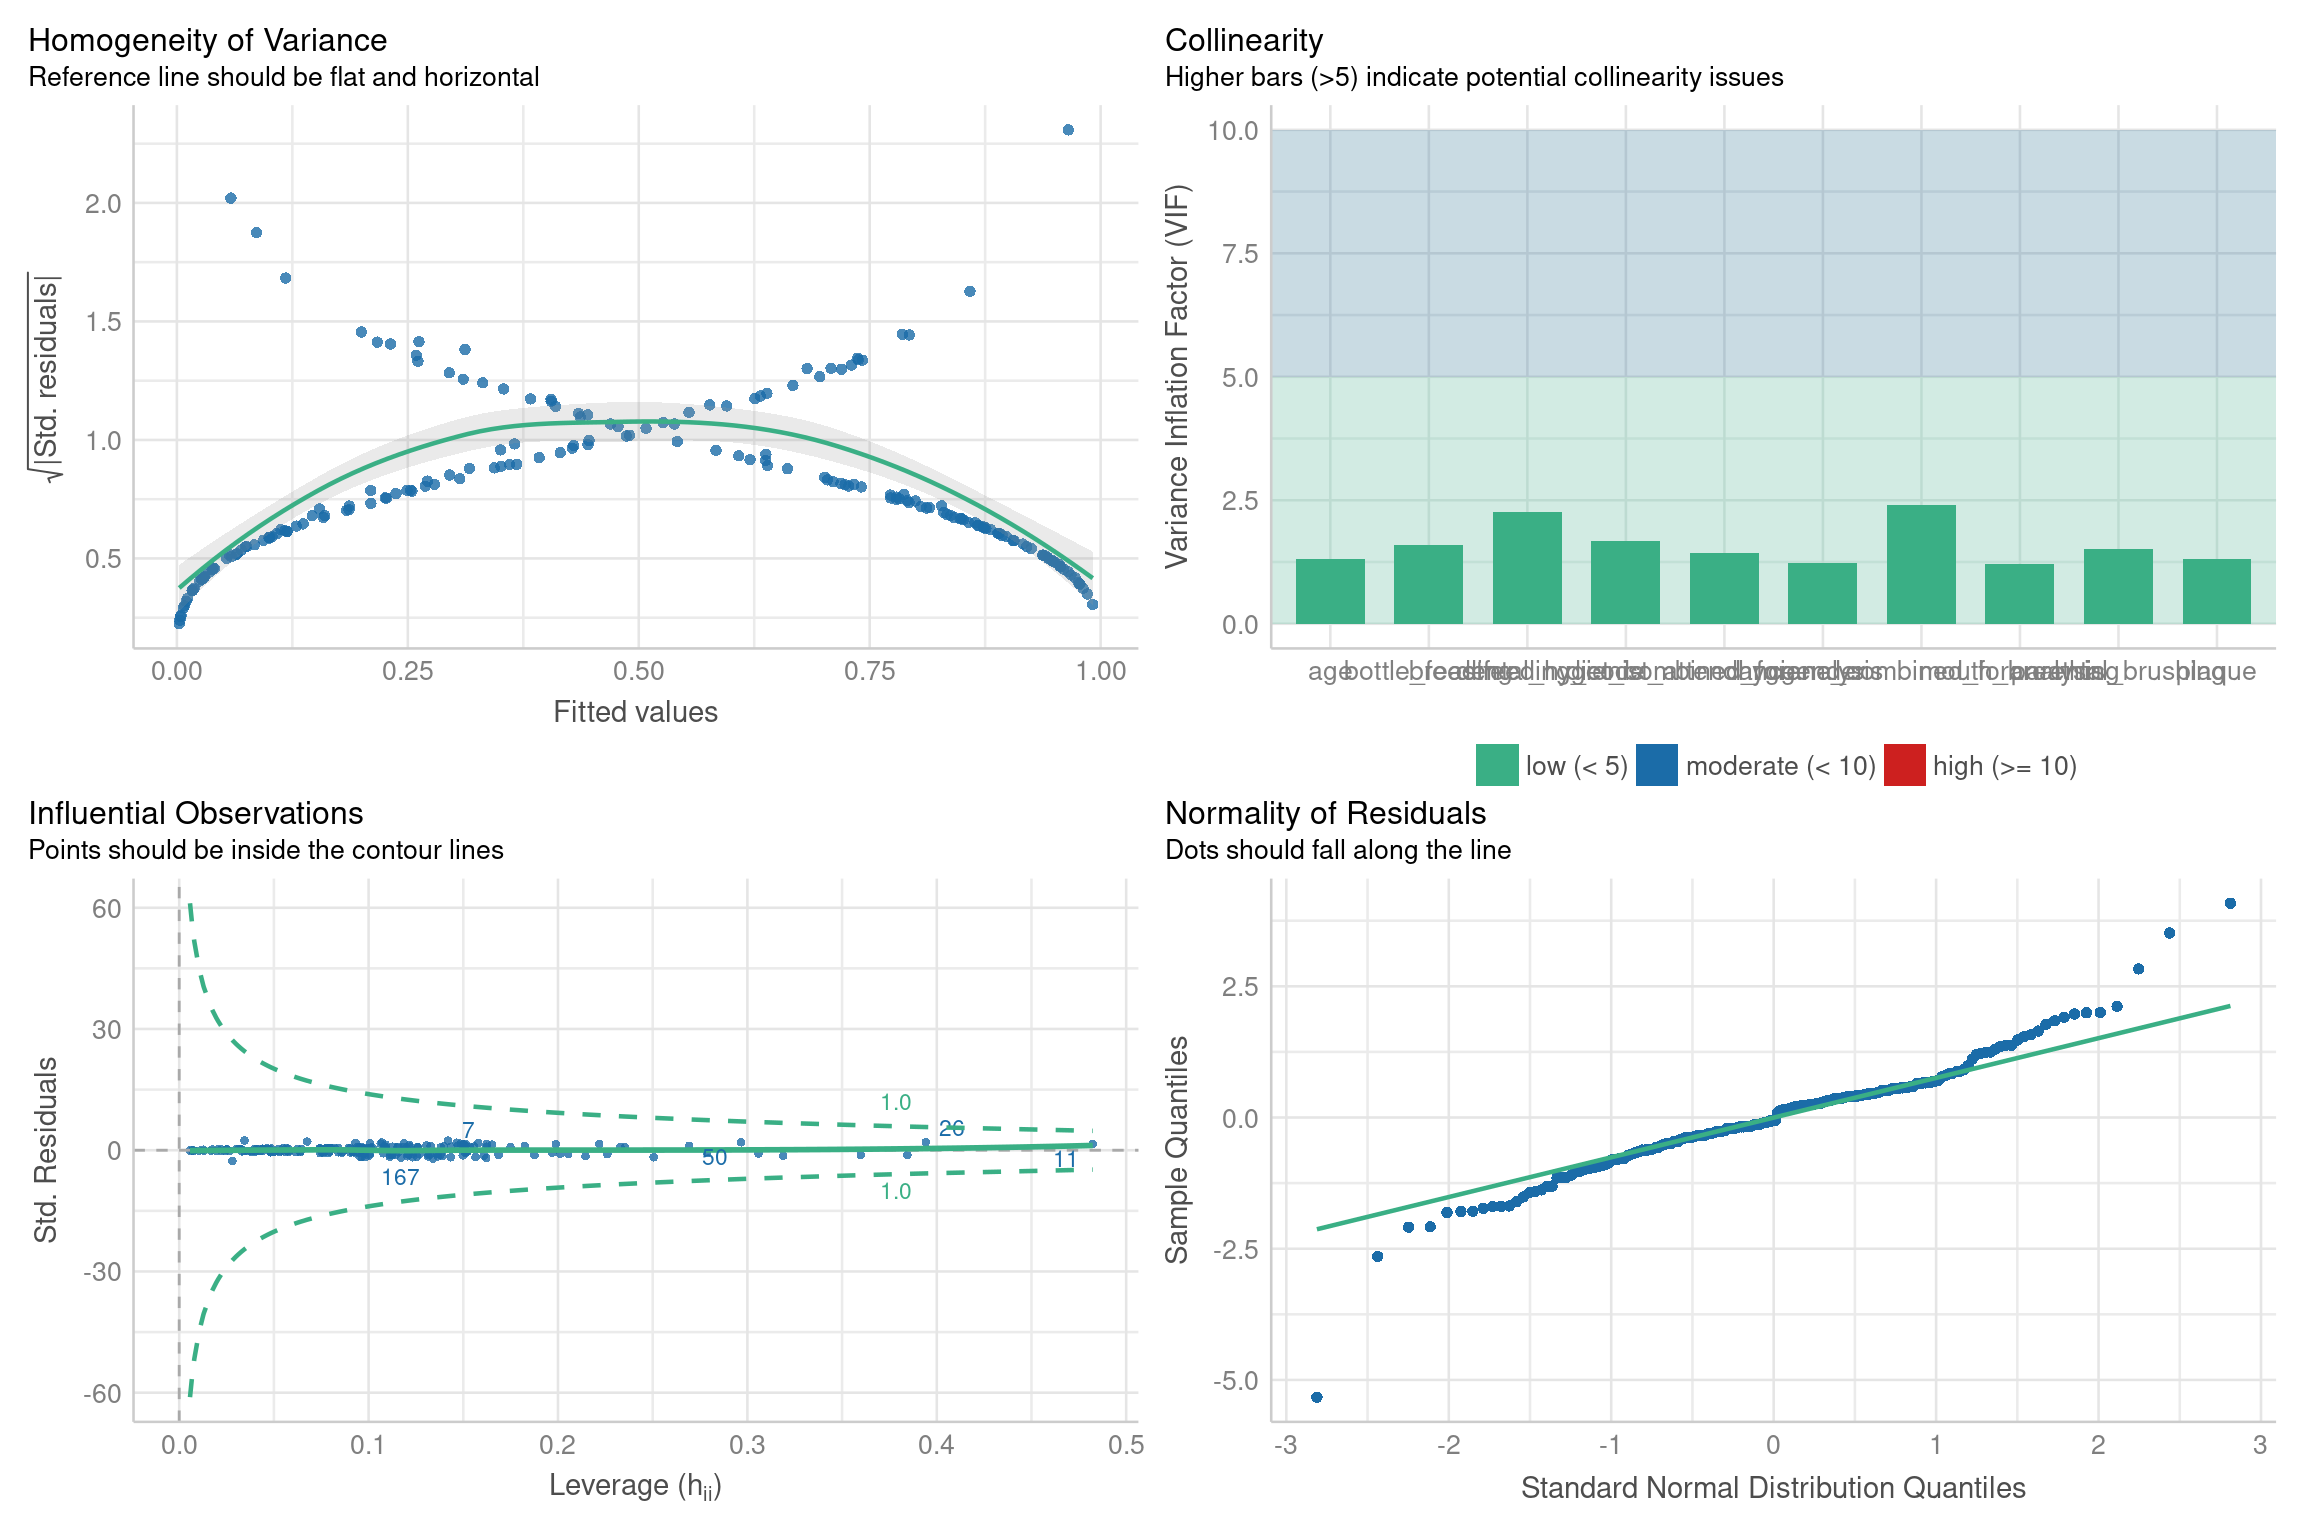 Homogeneity of Variance
Reference line should be flat and horizontal
2.0
1.5
1.0
0.5
√|Std. residuals|
0.00 0.25 0.50 0.75 1.00
Fitted values
Collinearity
Higher bars (>5) indicate potential collinearity issues
10.0
7.5
5.0
2.5
0.0
Variance Inflation Factor (VIF)
age plaque
low (< 5) moderate (< 10) high (>= 10)
Influential Observations
Points should be inside the contour lines
60
30
0
-30
-60
Std. Residuals
1.0
7
26
50
11
167
1.0
0.0 0.1 0.2 0.3 0.4 0.5
Leverage (hii)
Normality of Residuals
Dots should fall along the line
2.5
0.0
-2.5
-5.0
Sample Quantiles
-3 -2 -1 0 1 2 3
Standard Normal Distribution Quantiles